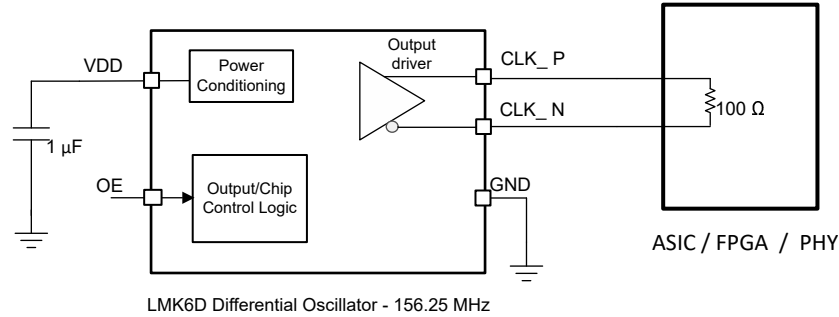 VDD
1 µF
OE
Power
Conditioning
Output/Chip
Control Logic
Output
driver
CLK_ P
CLK_ N
GND
100 Ω
ASIC / FPGA / PHY
LMK6D Differential Oscillator - 156.25 MHz